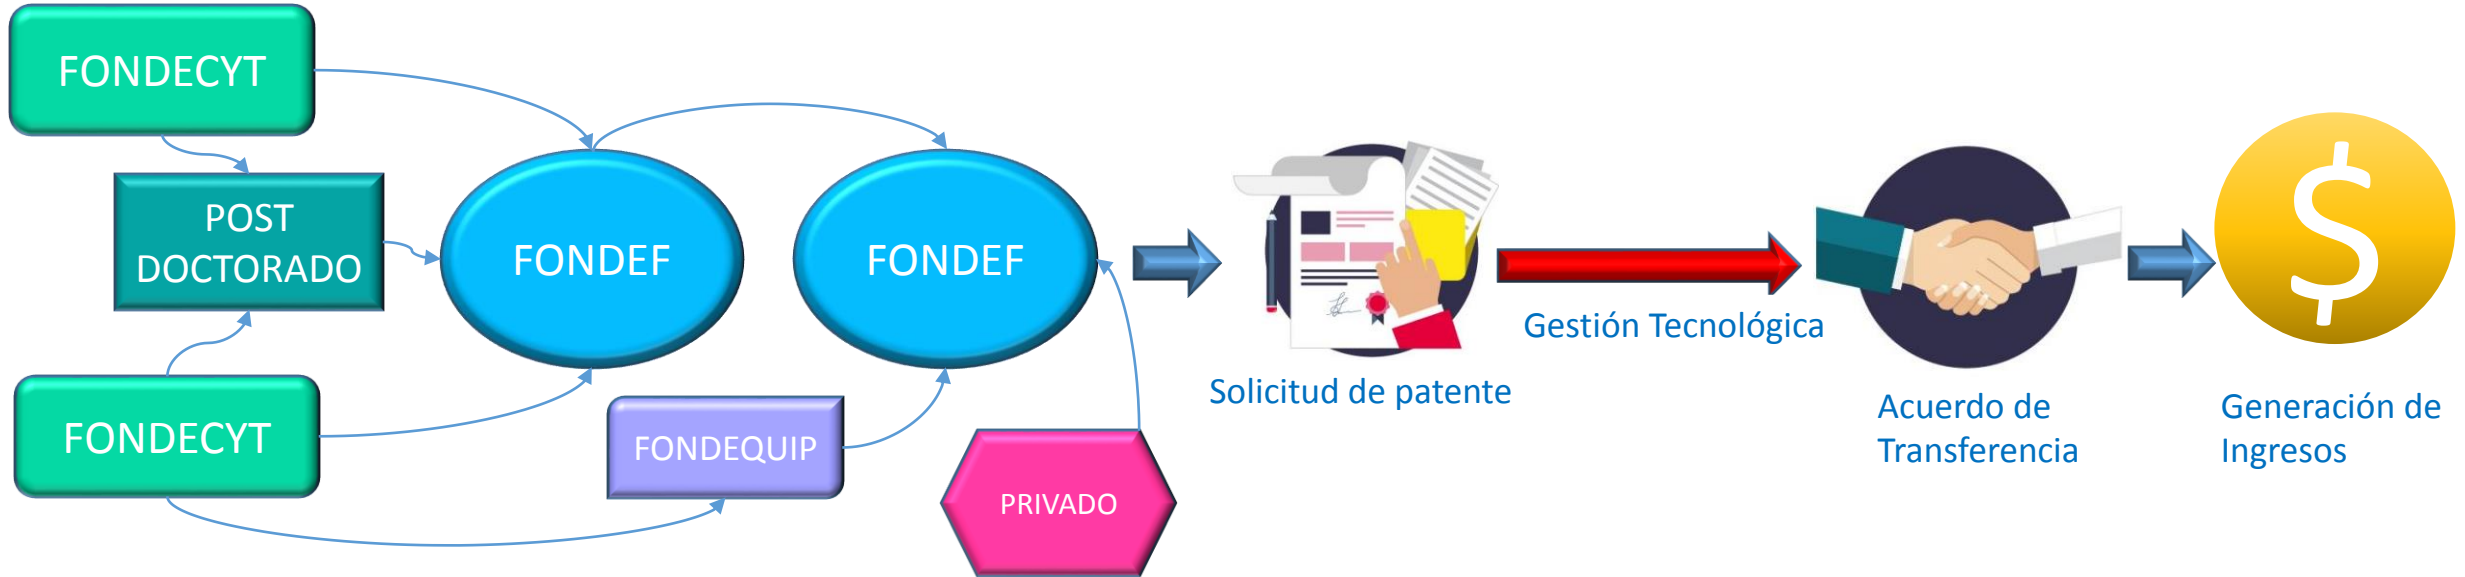 FONDECYT
POST
DOCTORADO
FONDECYT
FONDEF
FONDEF
FONDEQUIP
PRIVADO
Solicitud de patente
Gestión Tecnológica
Acuerdo de
Transferencia
$
Generación de
Ingresos